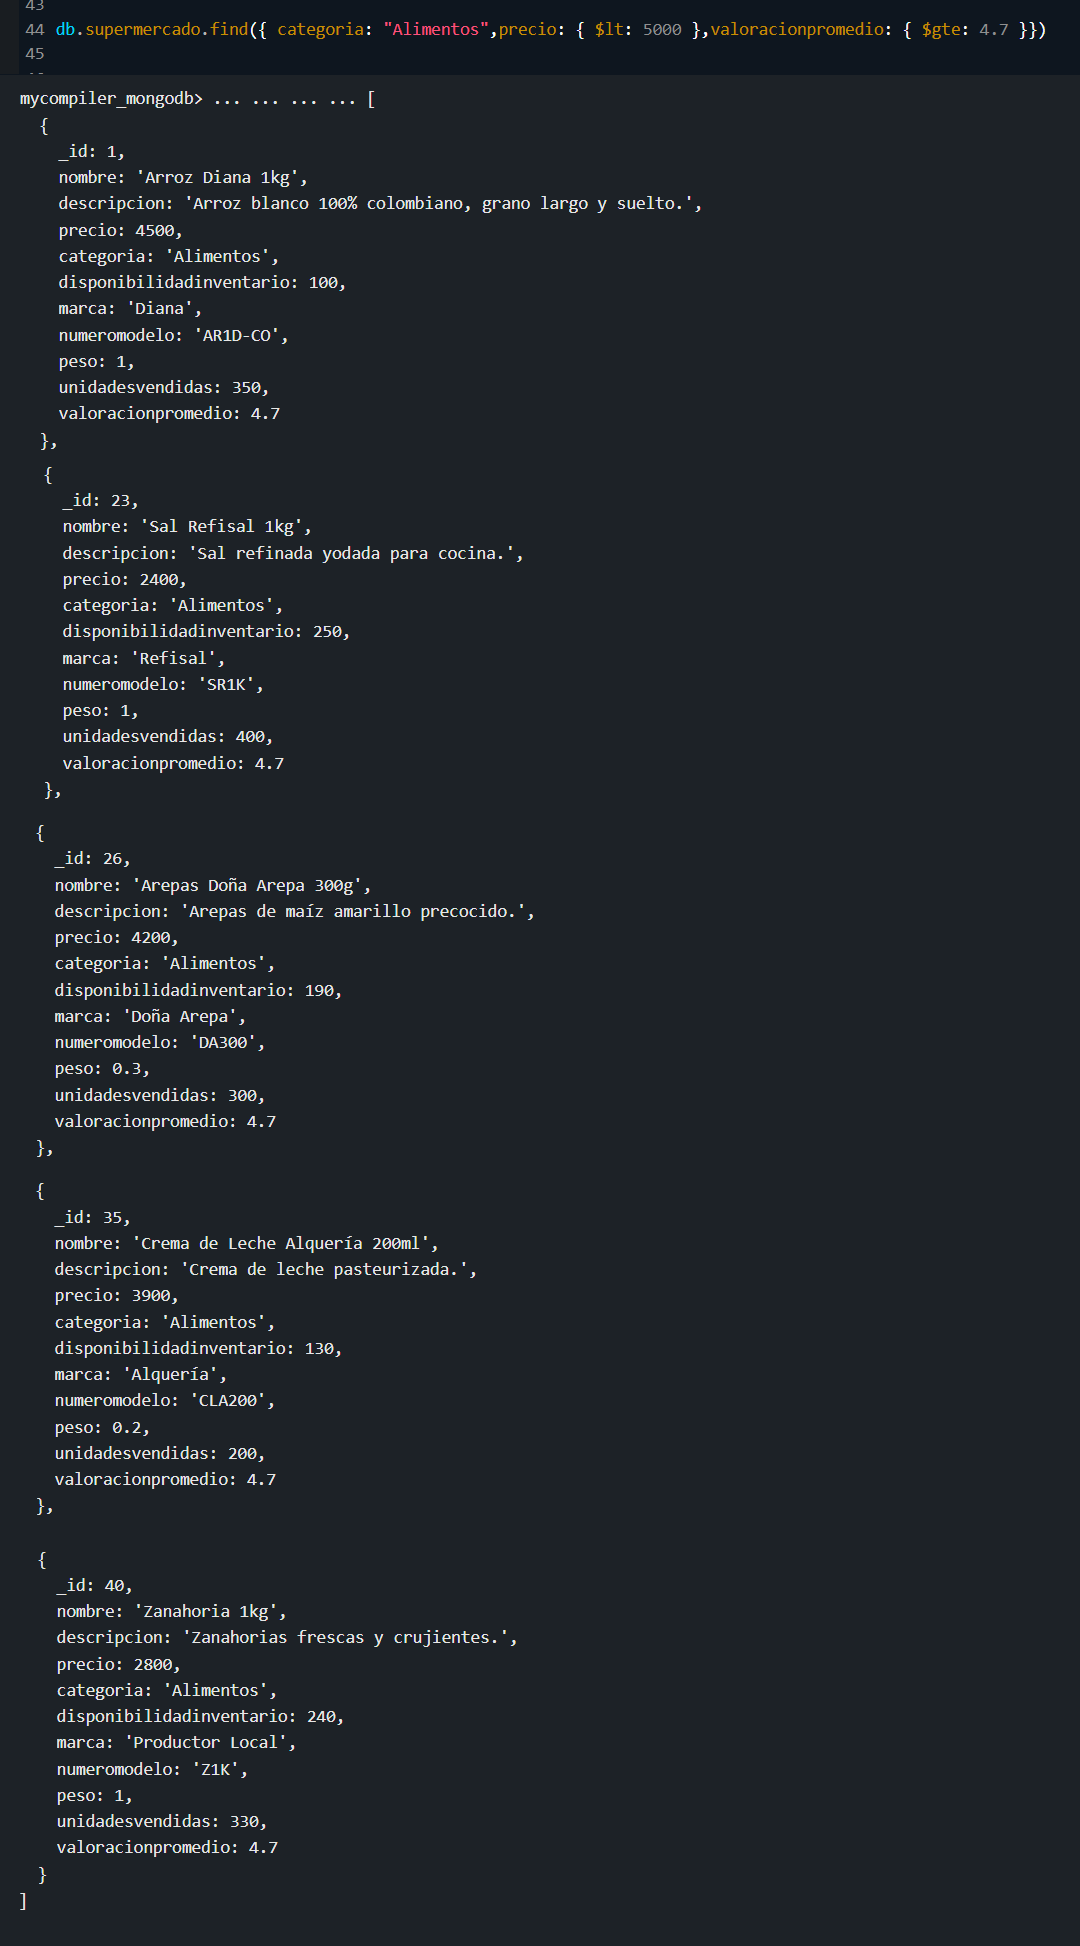 43
44 db.supermercado.find({ categoria: "Alimentos",precio: { $lt: 5000 },valoracionpromedio: { $gte: 4.7 }})
45
mycompiler_mongodb> ... ... ... ... [
  {
    _id: 1,
    nombre: 'Arroz Diana 1kg',
    descripcion: 'Arroz blanco 100% colombiano, grano largo y suelto.',
    precio: 4500,
    categoria: 'Alimentos',
    disponibilidadinventario: 100,
    marca: 'Diana',
    numeromodelo: 'AR1D-CO',
    peso: 1,
    unidadesvendidas: 350,
    valoracionpromedio: 4.7
  },
  {
    _id: 23,
    nombre: 'Sal Refisal 1kg',
    descripcion: 'Sal refinada yodada para cocina.',
    precio: 2400,
    categoria: 'Alimentos',
    disponibilidadinventario: 250,
    marca: 'Refisal',
    numeromodelo: 'SR1K',
    peso: 1,
    unidadesvendidas: 400,
    valoracionpromedio: 4.7
  },
  {
    _id: 26,
    nombre: 'Arepas Doña Arepa 300g',
    descripcion: 'Arepas de maíz amarillo precocido.',
    precio: 4200,
    categoria: 'Alimentos',
    disponibilidadinventario: 190,
    marca: 'Doña Arepa',
    numeromodelo: 'DA300',
    peso: 0.3,
    unidadesvendidas: 300,
    valoracionpromedio: 4.7
  },
  {
    _id: 35,
    nombre: 'Crema de Leche Alquería 200ml',
    descripcion: 'Crema de leche pasteurizada.',
    precio: 3900,
    categoria: 'Alimentos',
    disponibilidadinventario: 130,
    marca: 'Alquería',
    numeromodelo: 'CLA200',
    peso: 0.2,
    unidadesvendidas: 200,
    valoracionpromedio: 4.7
  },
  {
    _id: 40,
    nombre: 'Zanahoria 1kg',
    descripcion: 'Zanahorias frescas y crujientes.',
    precio: 2800,
    categoria: 'Alimentos',
    disponibilidadinventario: 240,
    marca: 'Productor Local',
    numeromodelo: 'Z1K',
    peso: 1,
    unidadesvendidas: 330,
    valoracionpromedio: 4.7
  }
]